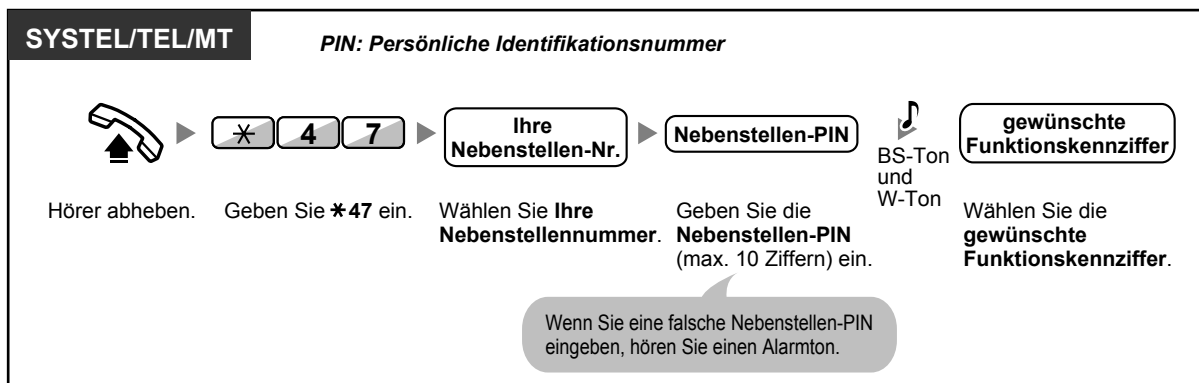 SYSTEL/TEL/MT
PIN: Persönliche Identifikationsnummer
✱ 4 7
Ihre
Nebenstellen-Nr.
Nebenstellen-PIN
BS-Ton
und
W-Ton
gewünschte
Funktionskennziffer
Hörer abheben.
Geben Sie ✱47 ein.
Wählen Sie Ihre
Nebenstellennummer.
Geben Sie die
Nebenstellen-PIN
(max. 10 Ziffern) ein.
Wählen Sie die
gewünschte
Funktionskennziffer.
Wenn Sie eine falsche Nebenstellen-PIN
eingeben, hören Sie einen Alarmton.